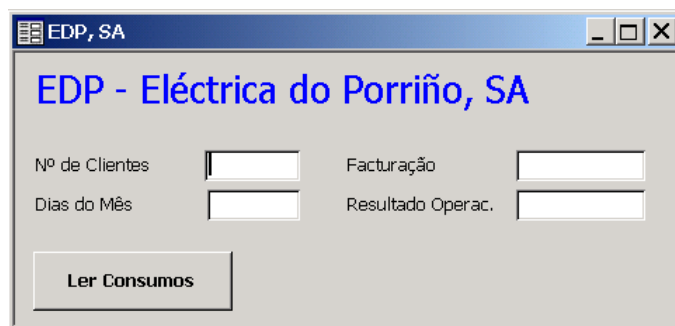 EDP, SA
EDP - Eléctrica do Porriño, SA
Nº de Clientes Facturação
Dias do Mês Resultado Operac.
Ler Consumos